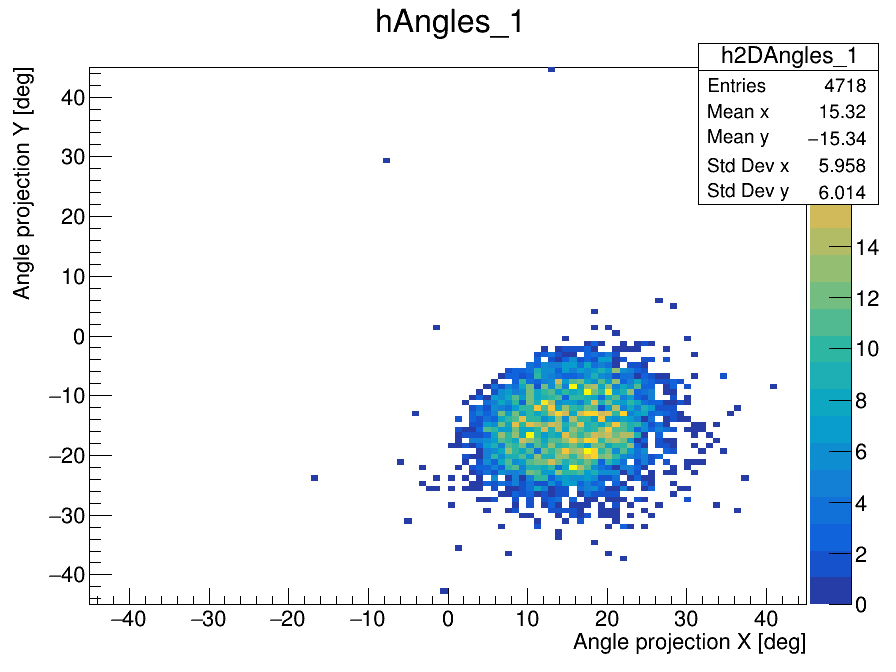 hAngles_1
h2DAngles_1
Entries 4718
Mean x 15.32
Mean y −15.34
Std Dev x 5.958
Std Dev y 6.014
Angle projection Y [deg]
40
30
20
10
0
−10
−20
−30
−40
−40 −30 −20 −10 0 10 20 30 40
Angle projection X [deg]
14
12
10
8
6
4
2
0